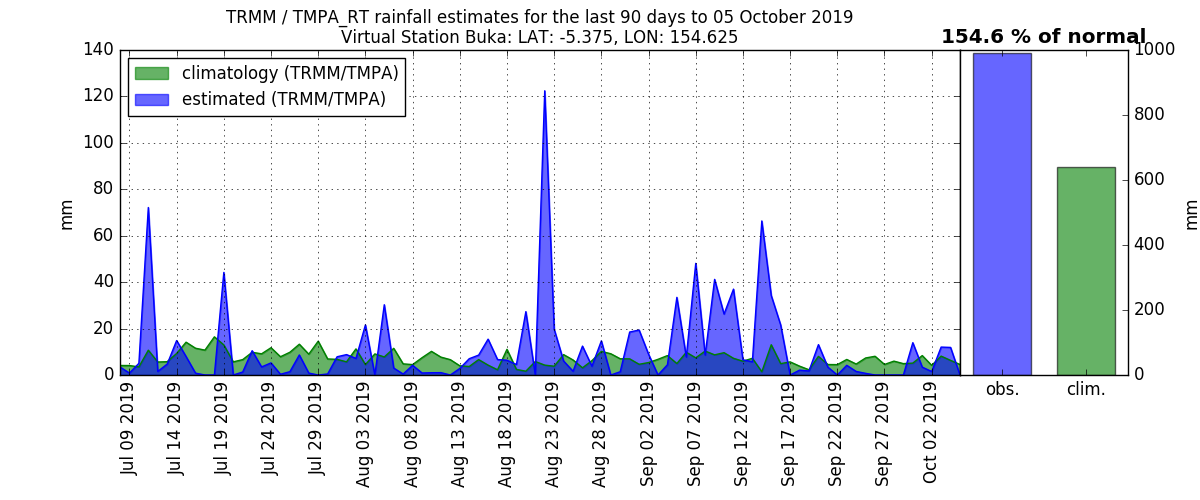 TRMM / TMPA_RT rainfall estimates for the last 90 days to 05 October 2019
Virtual Station Buka: LAT: -5.375, LON: 154.625
154.6 % of normal
climatology (TRMM/TMPA)
estimated (TRMM/TMPA)
140
120
100
80
60
40
20
0
mm
Jul 09 2019
Jul 14 2019
Jul 19 2019
Jul 24 2019
Jul 29 2019
Aug 03 2019
Aug 08 2019
Aug 13 2019
Aug 18 2019
Aug 23 2019
Aug 28 2019
Sep 02 2019
Sep 07 2019
Sep 12 2019
Sep 17 2019
Sep 22 2019
Sep 27 2019
Oct 02 2019
obs.
clim.
1000
800
600
400
200
0
mm